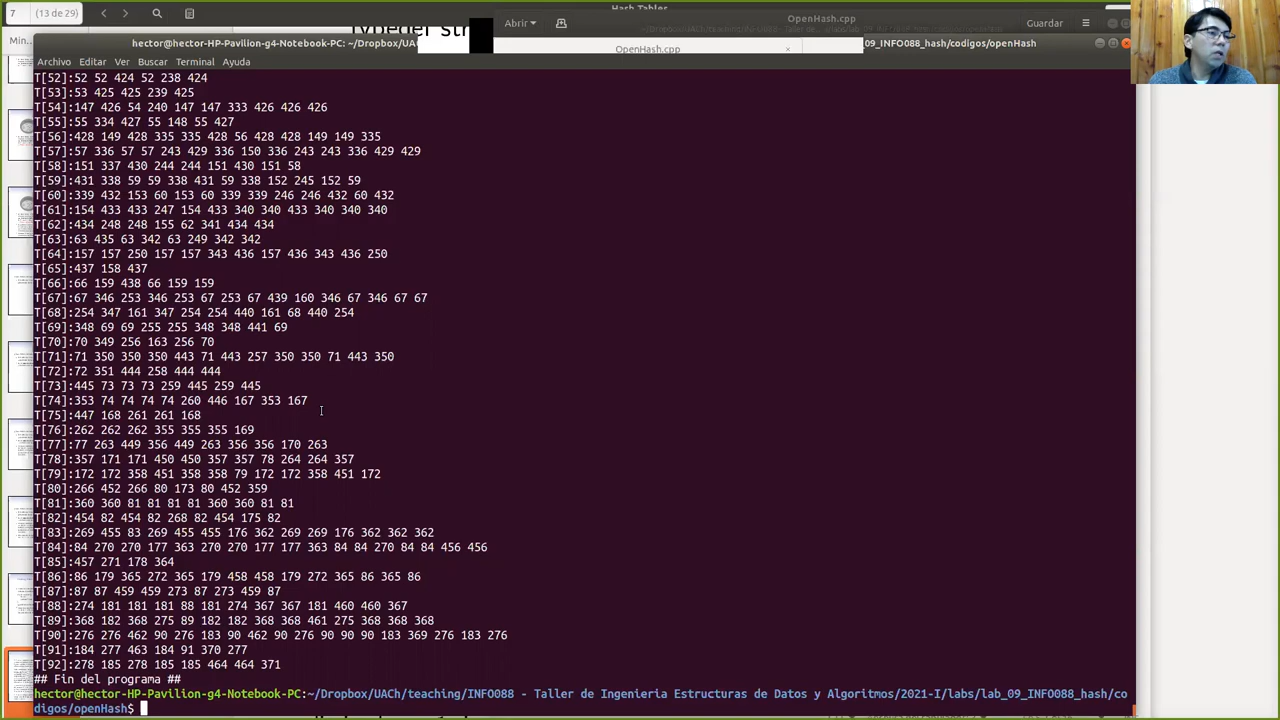 7 (13 de 29)
Hash Tables
Abrir
OpenHash.cpp
Guardar
hector@hector-HP-Pavilion-g4-Notebook-PC: ~/Dropbox/UAC
OpenHash.cpp
09_INFO088_hash/codigos/openHash
Archivo Editar Ver Buscar Terminal Ayuda
T[52]:52 52 424 52 238 424
T[53]:53 425 425 239 425
T[54]:147 426 54 240 147 147 333 426 426 426
T[55]:55 334 427 55 148 55 427
T[56]:428 149 428 335 335 428 56 428 428 149 149 335
T[57]:57 336 57 57 243 429 336 150 336 243 243 336 429 429
T[58]:151 337 430 244 244 151 430 151 58
T[59]:431 338 59 59 338 431 59 338 152 245 152 59
T[60]:339 432 153 60 153 60 339 339 246 246 432 60 432
T[61]:154 433 433 247 154 433 340 340 433 340 340 340
T[62]:434 248 248 155 62 341 434 434
T[63]:63 435 63 342 63 249 342 342
T[64]:157 157 250 157 157 343 436 157 436 343 436 250
T[65]:437 158 437
T[66]:66 159 438 66 159 159
T[67]:67 346 253 346 253 67 253 67 439 160 346 67 346 67 67
T[68]:254 347 161 347 254 254 440 161 68 440 254
T[69]:348 69 69 255 255 348 348 441 69
T[70]:70 349 256 163 256 70
T[71]:71 350 350 350 443 71 443 257 350 350 71 443 350
T[72]:72 351 444 258 444 444
T[73]:445 73 73 73 259 445 259 445
T[74]:353 74 74 74 74 260 446 167 353 167
T[75]:447 168 261 261 168
T[76]:262 262 262 355 355 355 169
T[77]:77 263 449 356 449 263 356 356 170 263
T[78]:357 171 171 450 450 357 357 78 264 264 357
T[79]:172 172 358 451 358 358 79 172 172 358 451 172
T[80]:266 452 266 80 173 80 452 359
T[81]:360 360 81 81 81 81 360 360 81 81
T[82]:454 82 454 82 268 82 454 175 82
T[83]:269 455 83 269 455 455 176 362 269 269 176 362 362 362
T[84]:84 270 270 177 363 270 270 177 177 363 84 84 270 84 84 456 456
T[85]:457 271 178 364
T[86]:86 179 365 272 365 179 458 458 179 272 365 86 365 86
T[87]:87 87 459 459 273 87 273 459 87
T[88]:274 181 181 181 88 181 274 367 367 181 460 460 367
T[89]:368 182 368 275 89 182 182 368 368 461 275 368 368 368
T[90]:276 276 462 90 276 183 90 462 90 276 90 90 90 183 369 276 183 276
T[91]:184 277 463 184 91 370 277
T[92]:278 185 278 185 92 464 464 371
## Fin del programa ##
hector@hector-HP-Pavilion-g4-Notebook-PC:~/Dropbox/UACh/teaching/INFO088 - Taller de Ingenieria Estructuras de Datos y Algoritmos/2021-I/labs/lab_09_INFO088_hash/co
digos/openHash$